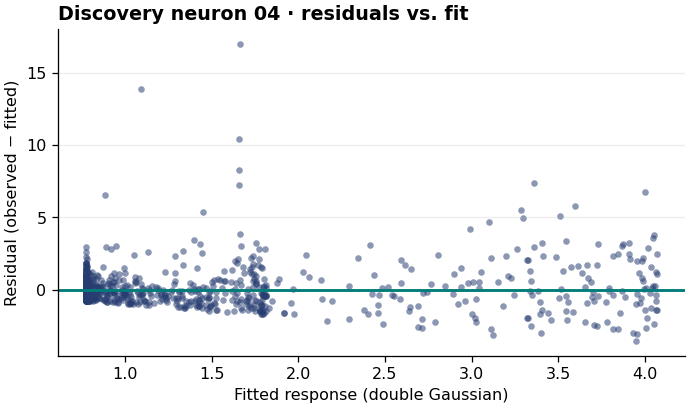 Discovery neuron 04 · residuals vs. fit
Residual (observed − fitted)
15
10
5
0
1.0 1.5 2.0 2.5 3.0 3.5 4.0
Fitted response (double Gaussian)